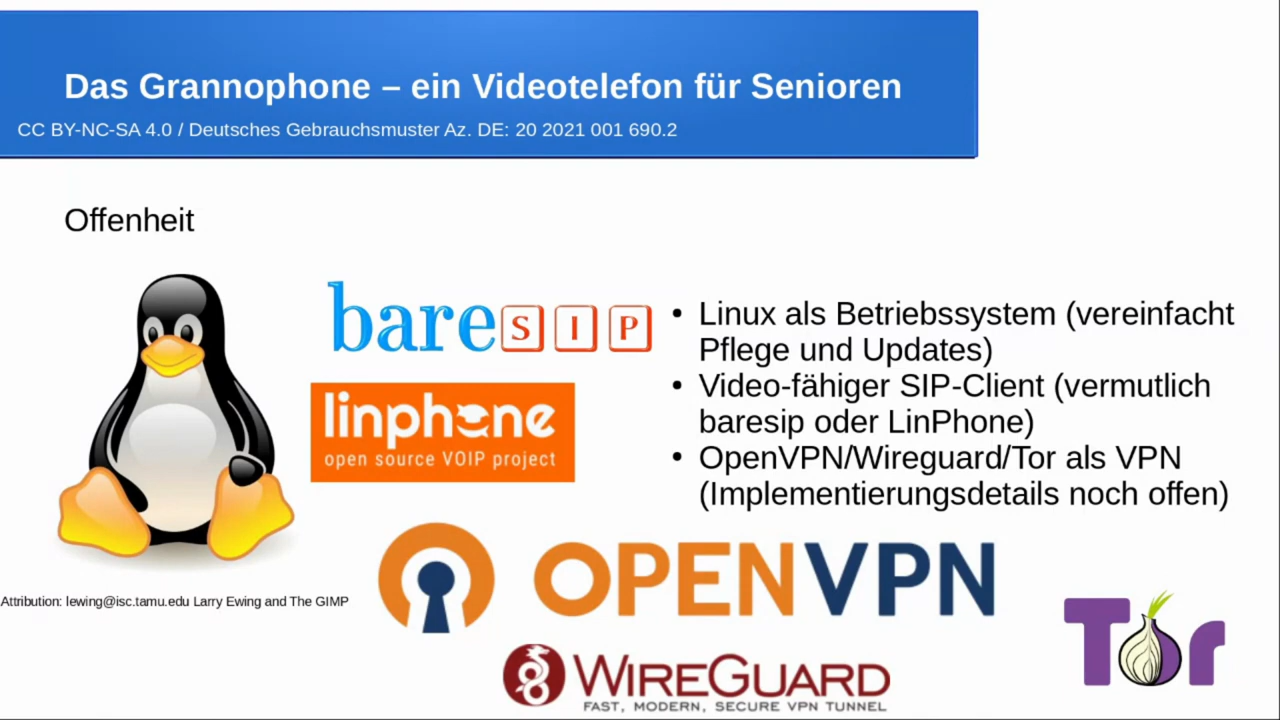 Das Grannophone – ein Videotelefon für Senioren
CC BY-NC-SA 4.0 / Deutsches Gebrauchsmuster Az. DE: 20 2021 001 690.2
Offenheit
bareSIP
linphone
open source VOIP project
• Linux als Betriebssystem (vereinfacht
Pflege und Updates)
• Video-fähiger SIP-Client (vermutlich
baresip oder LinPhone)
• OpenVPN/Wireguard/Tor als VPN
(Implementierungsdetails noch offen)
OPENVPN
Attribution: lewing@isc.tamu.edu Larry Ewing and The GIMP
Tor
WIREGUARD
FAST, MODERN, SECURE VPN TUNNEL